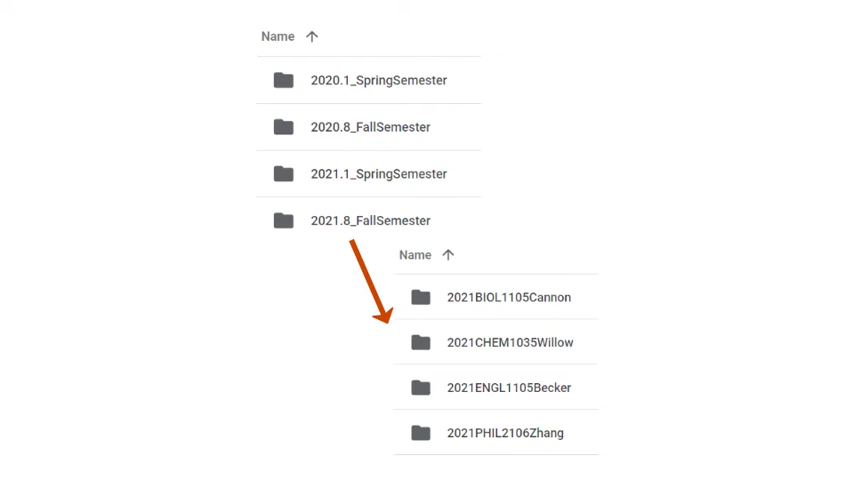 Name
2020.1_SpringSemester
2020.8_FallSemester
2021.1_SpringSemester
2021.8_FallSemester
Name
2021BIOL1105Cannon
2021CHEM1035Willow
2021ENGL1105Becker
2021PHIL2106Zhang